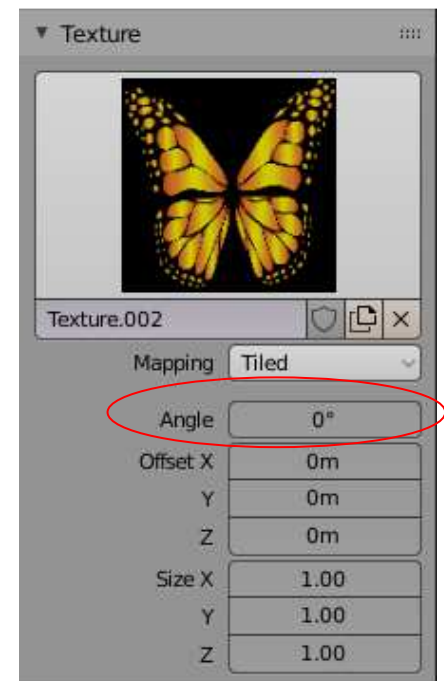 Texture
Texture.002
Mapping Tiled
Angle 0°
Offset X 0m
Y 0m
Z 0m
Size X 1.00
Y 1.00
Z 1.00